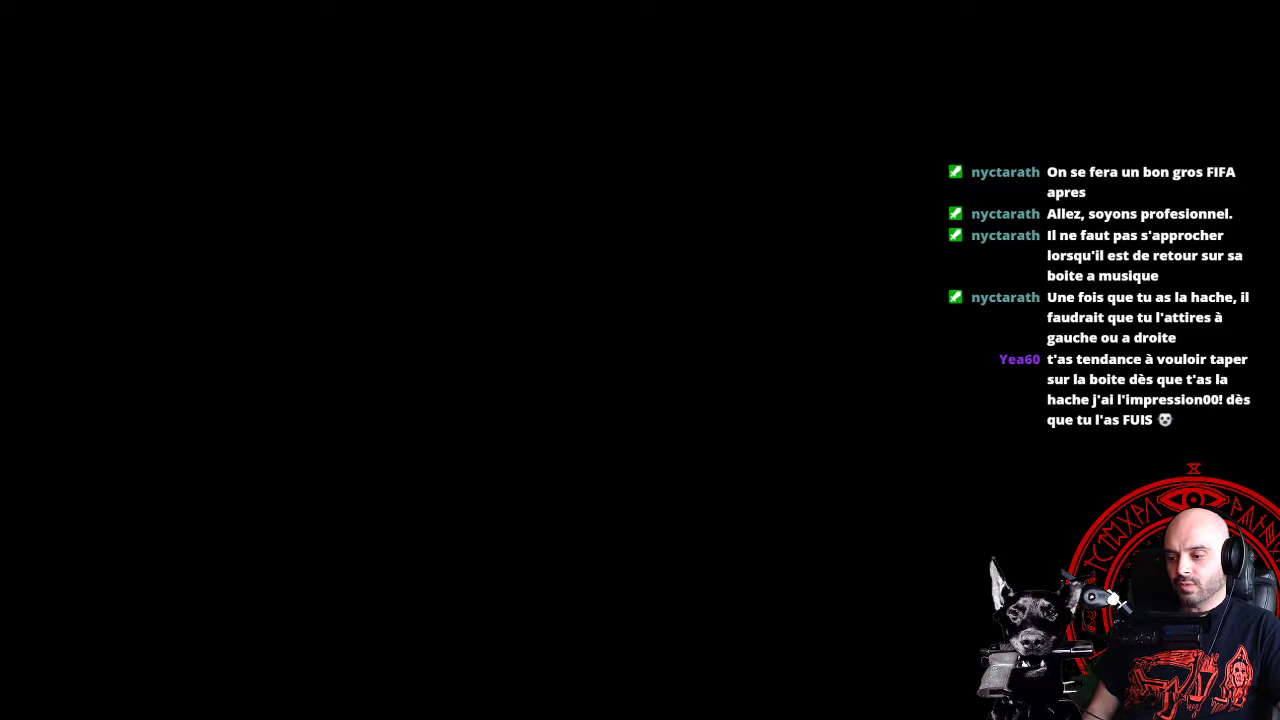 nyctarath On se fera un bon gros FIFA
apres
nyctarath Allez, soyons profesionnel.
nyctarath Il ne faut pas s'approcher
lorsqu'il est de retour sur sa
boite a musique
nyctarath Une fois que tu as la hache, il
faudrait que tu l'attires à
gauche ou a droite
Yea60 t'as tendance à vouloir taper
sur la boite dès que t'as la
hache j'ai l'impression00! dès
que tu l'as FUIS